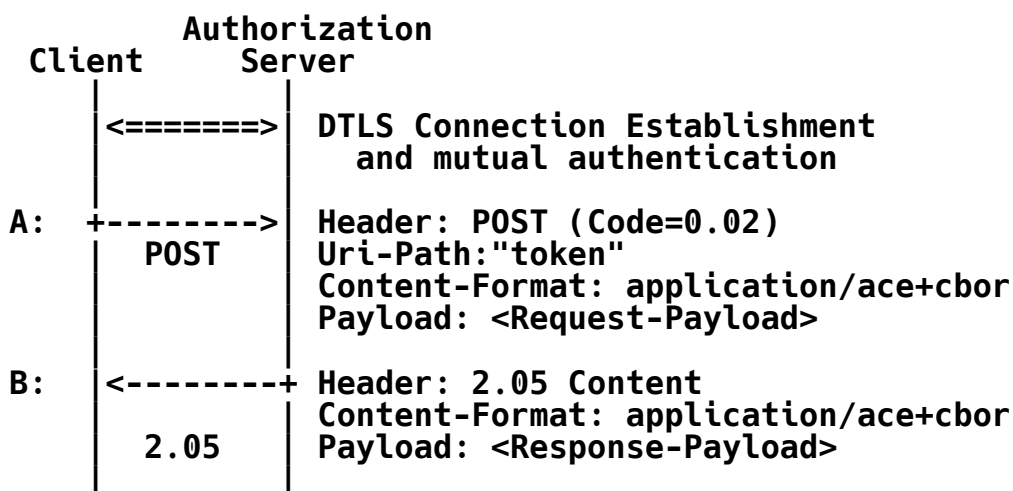 Authorization
Client Server
<=======> DTLS Connection Establishment
and mutual authentication
A: +--------> Header: POST (Code=0.02)
POST Uri-Path:"token"
Content-Format: application/ace+cbor
Payload: <Request-Payload>
B: <--------+ Header: 2.05 Content
Content-Format: application/ace+cbor
2.05 Payload: <Response-Payload>